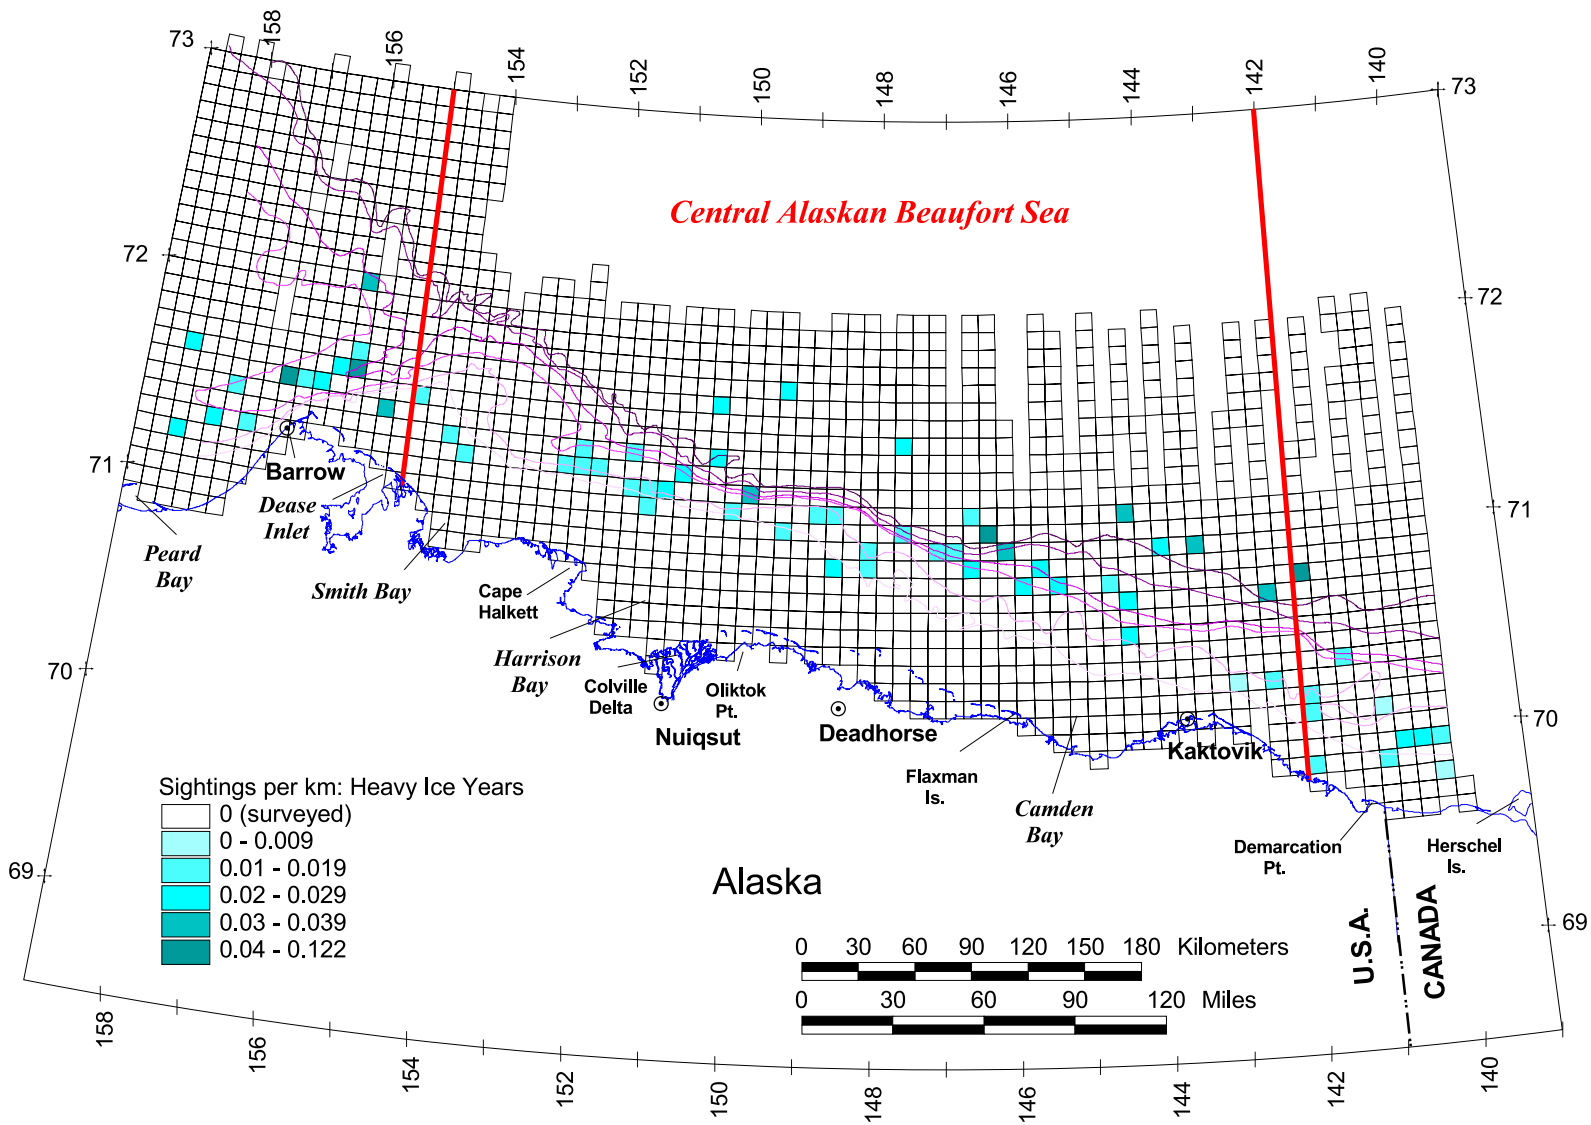 158
156
154
152
150
148
146
144
142
140
73
73
Central Alaskan Beaufort Sea
72
72
71
71
Barrow
Dease
Inlet
Peard
Bay
Smith Bay
Cape
Halkett
Harrison
Bay
Colville
Delta
Oliktok
Pt.
Nuiqsut
Deadhorse
Flaxman
Is.
Camden
Bay
Kaktovik
70
70
Demarcation
Pt.
Herschel
Is.
Sightings per km: Heavy Ice Years
0 (surveyed)
0 - 0.009
0.01 - 0.019
0.02 - 0.029
0.03 - 0.039
0.04 - 0.122
Alaska
69
69
U.S.A.
CANADA
0 30 60 90 120 150 180 Kilometers
0 30 60 90 120 Miles
158
156
154
152
150
148
146
144
142
140